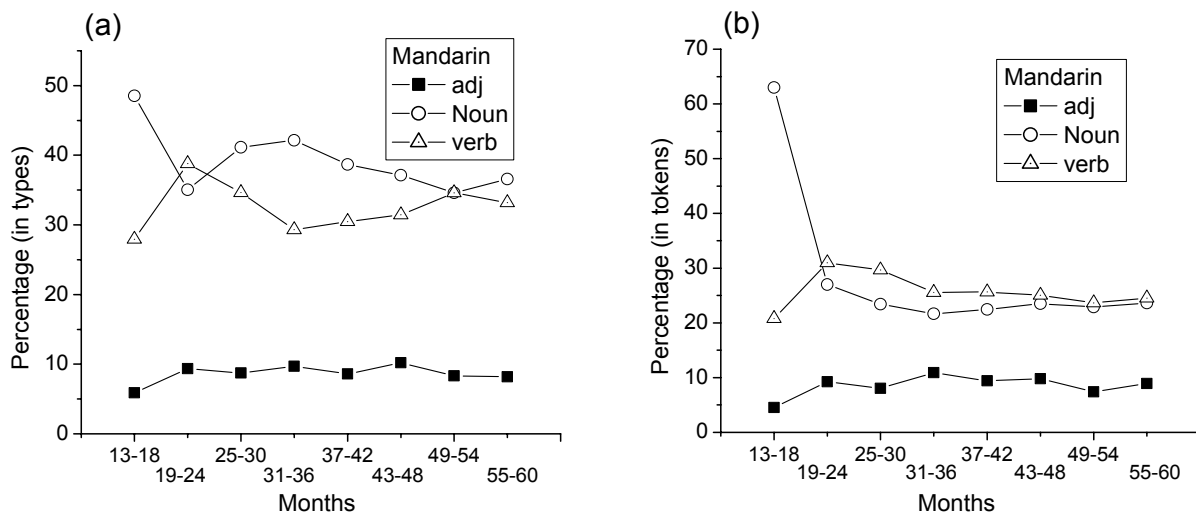 (a)
Mandarin
adj
Noun
verb
Percentage (in types)
50
40
30
20
10
0
13-18
19-24
25-30
31-36
37-42
43-48
49-54
55-60
Months
(b)
Mandarin
adj
Noun
verb
Percentage (in tokens)
70
60
50
40
30
20
10
0
13-18
19-24
25-30
31-36
37-42
43-48
49-54
55-60
Months